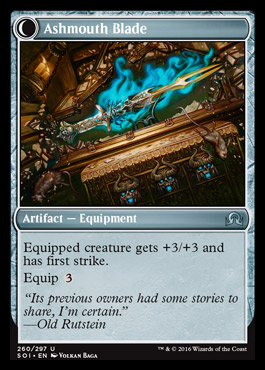 Ashmouth Blade
Artifact — Equipment
Equipped creature gets +3/+3 and
has first strike.
Equip 3
“Its previous owners had some stories to
share, I’m certain.”
—Old Rutstein
260/297 U
SOI • EN Volkan Baga
™ & © 2016 Wizards of the Coast